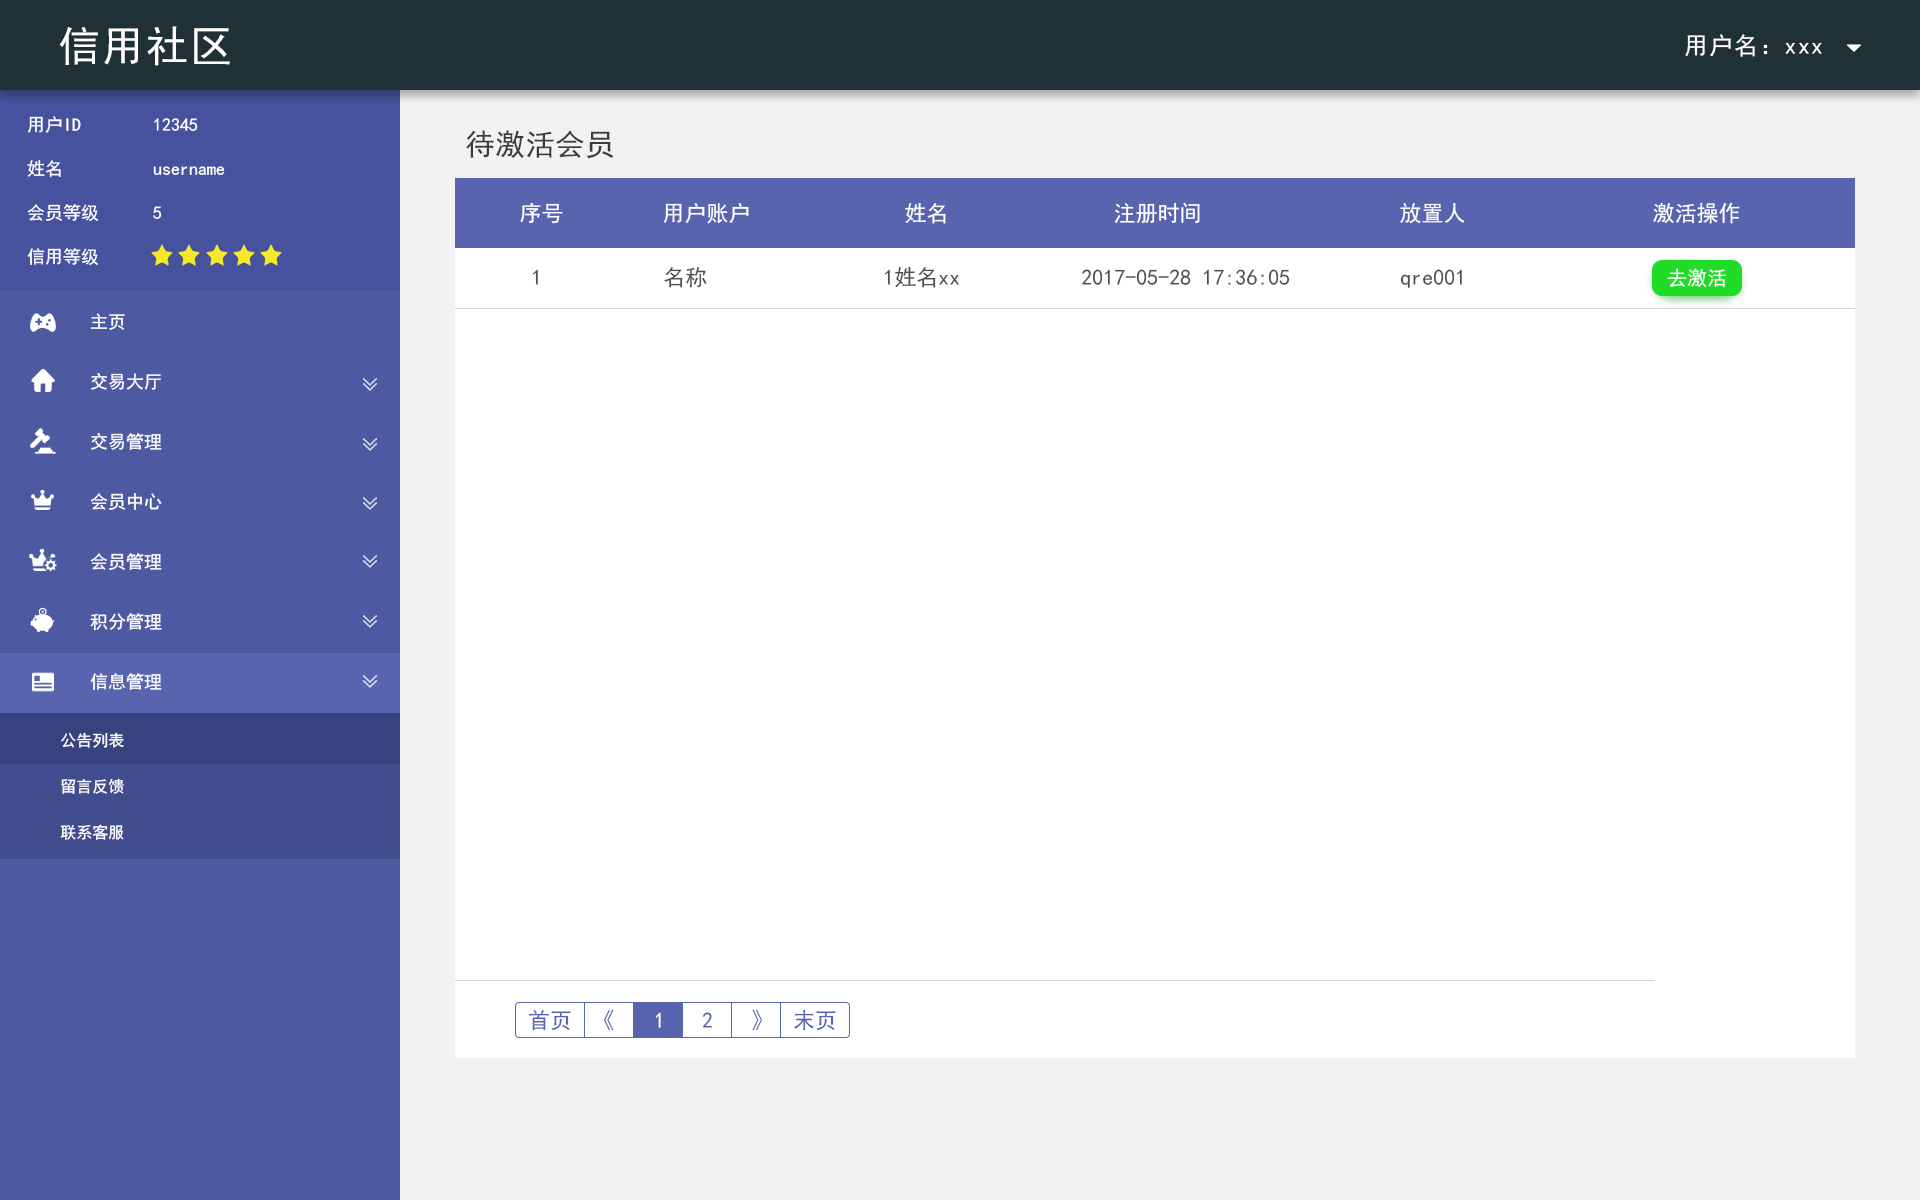 信用社区
用户名：xxx
用户ID 12345
姓名 username
会员等级 5
信用等级
主页
交易大厅
交易管理
会员中心
会员管理
积分管理
信息管理
公告列表
留言反馈
联系客服
待激活会员
序号 用户账户 姓名 注册时间 放置人 激活操作
1 名称 1姓名xx 2017-05-28 17:36:05 qre001 去激活
首页 《 1 2 》 末页